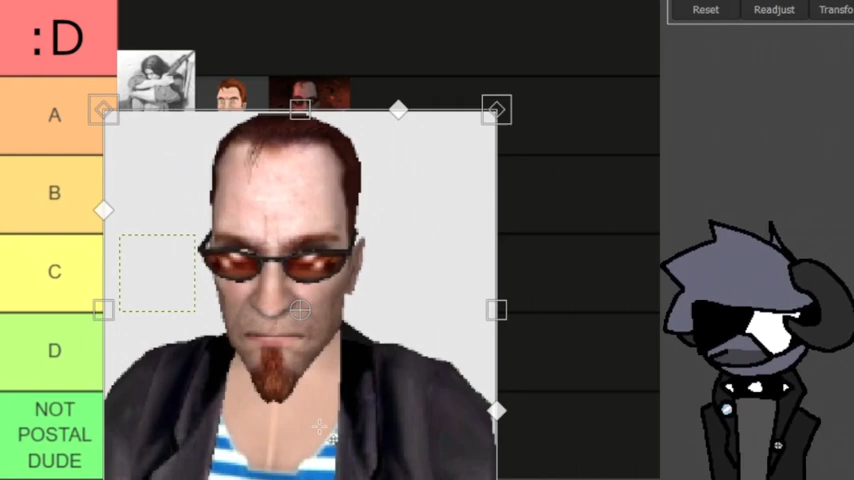 Reset
Readjust
Transfo
:D
A
B
C
D
NOT
POSTAL
DUDE